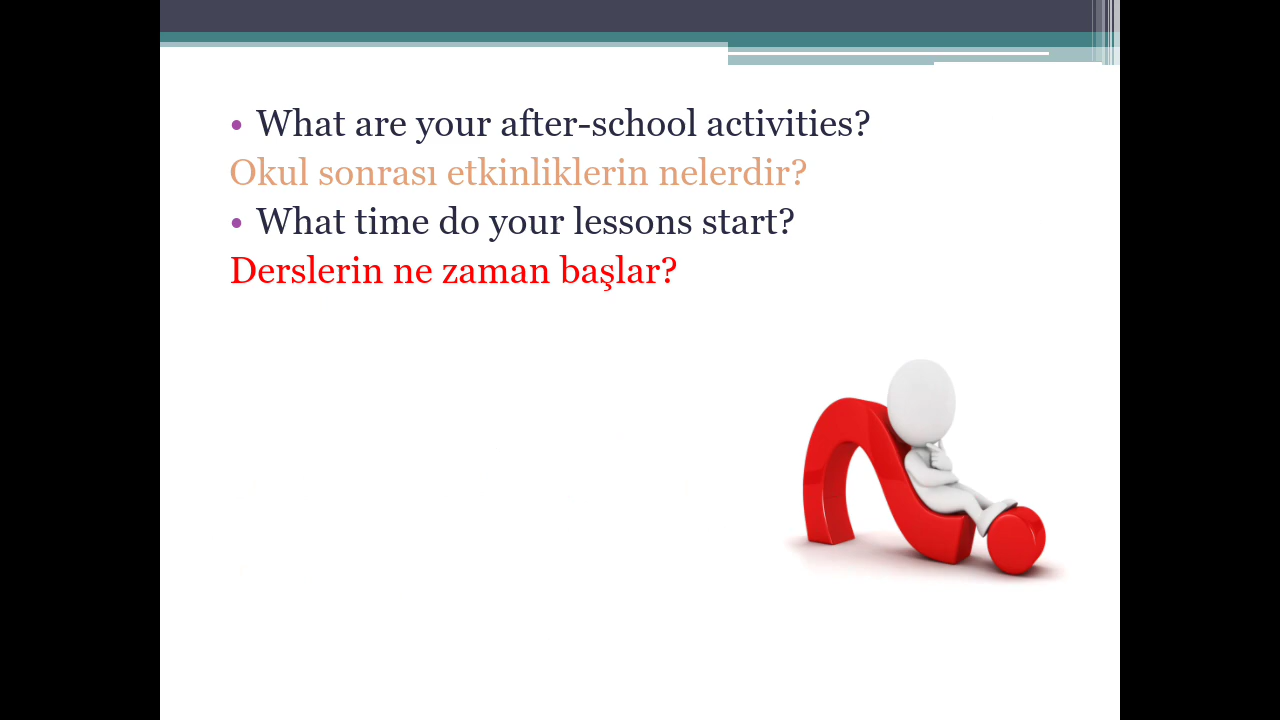 • What are your after-school activities?
Okul sonrası etkinliklerin nelerdir?
• What time do your lessons start?
Derslerin ne zaman başlar?